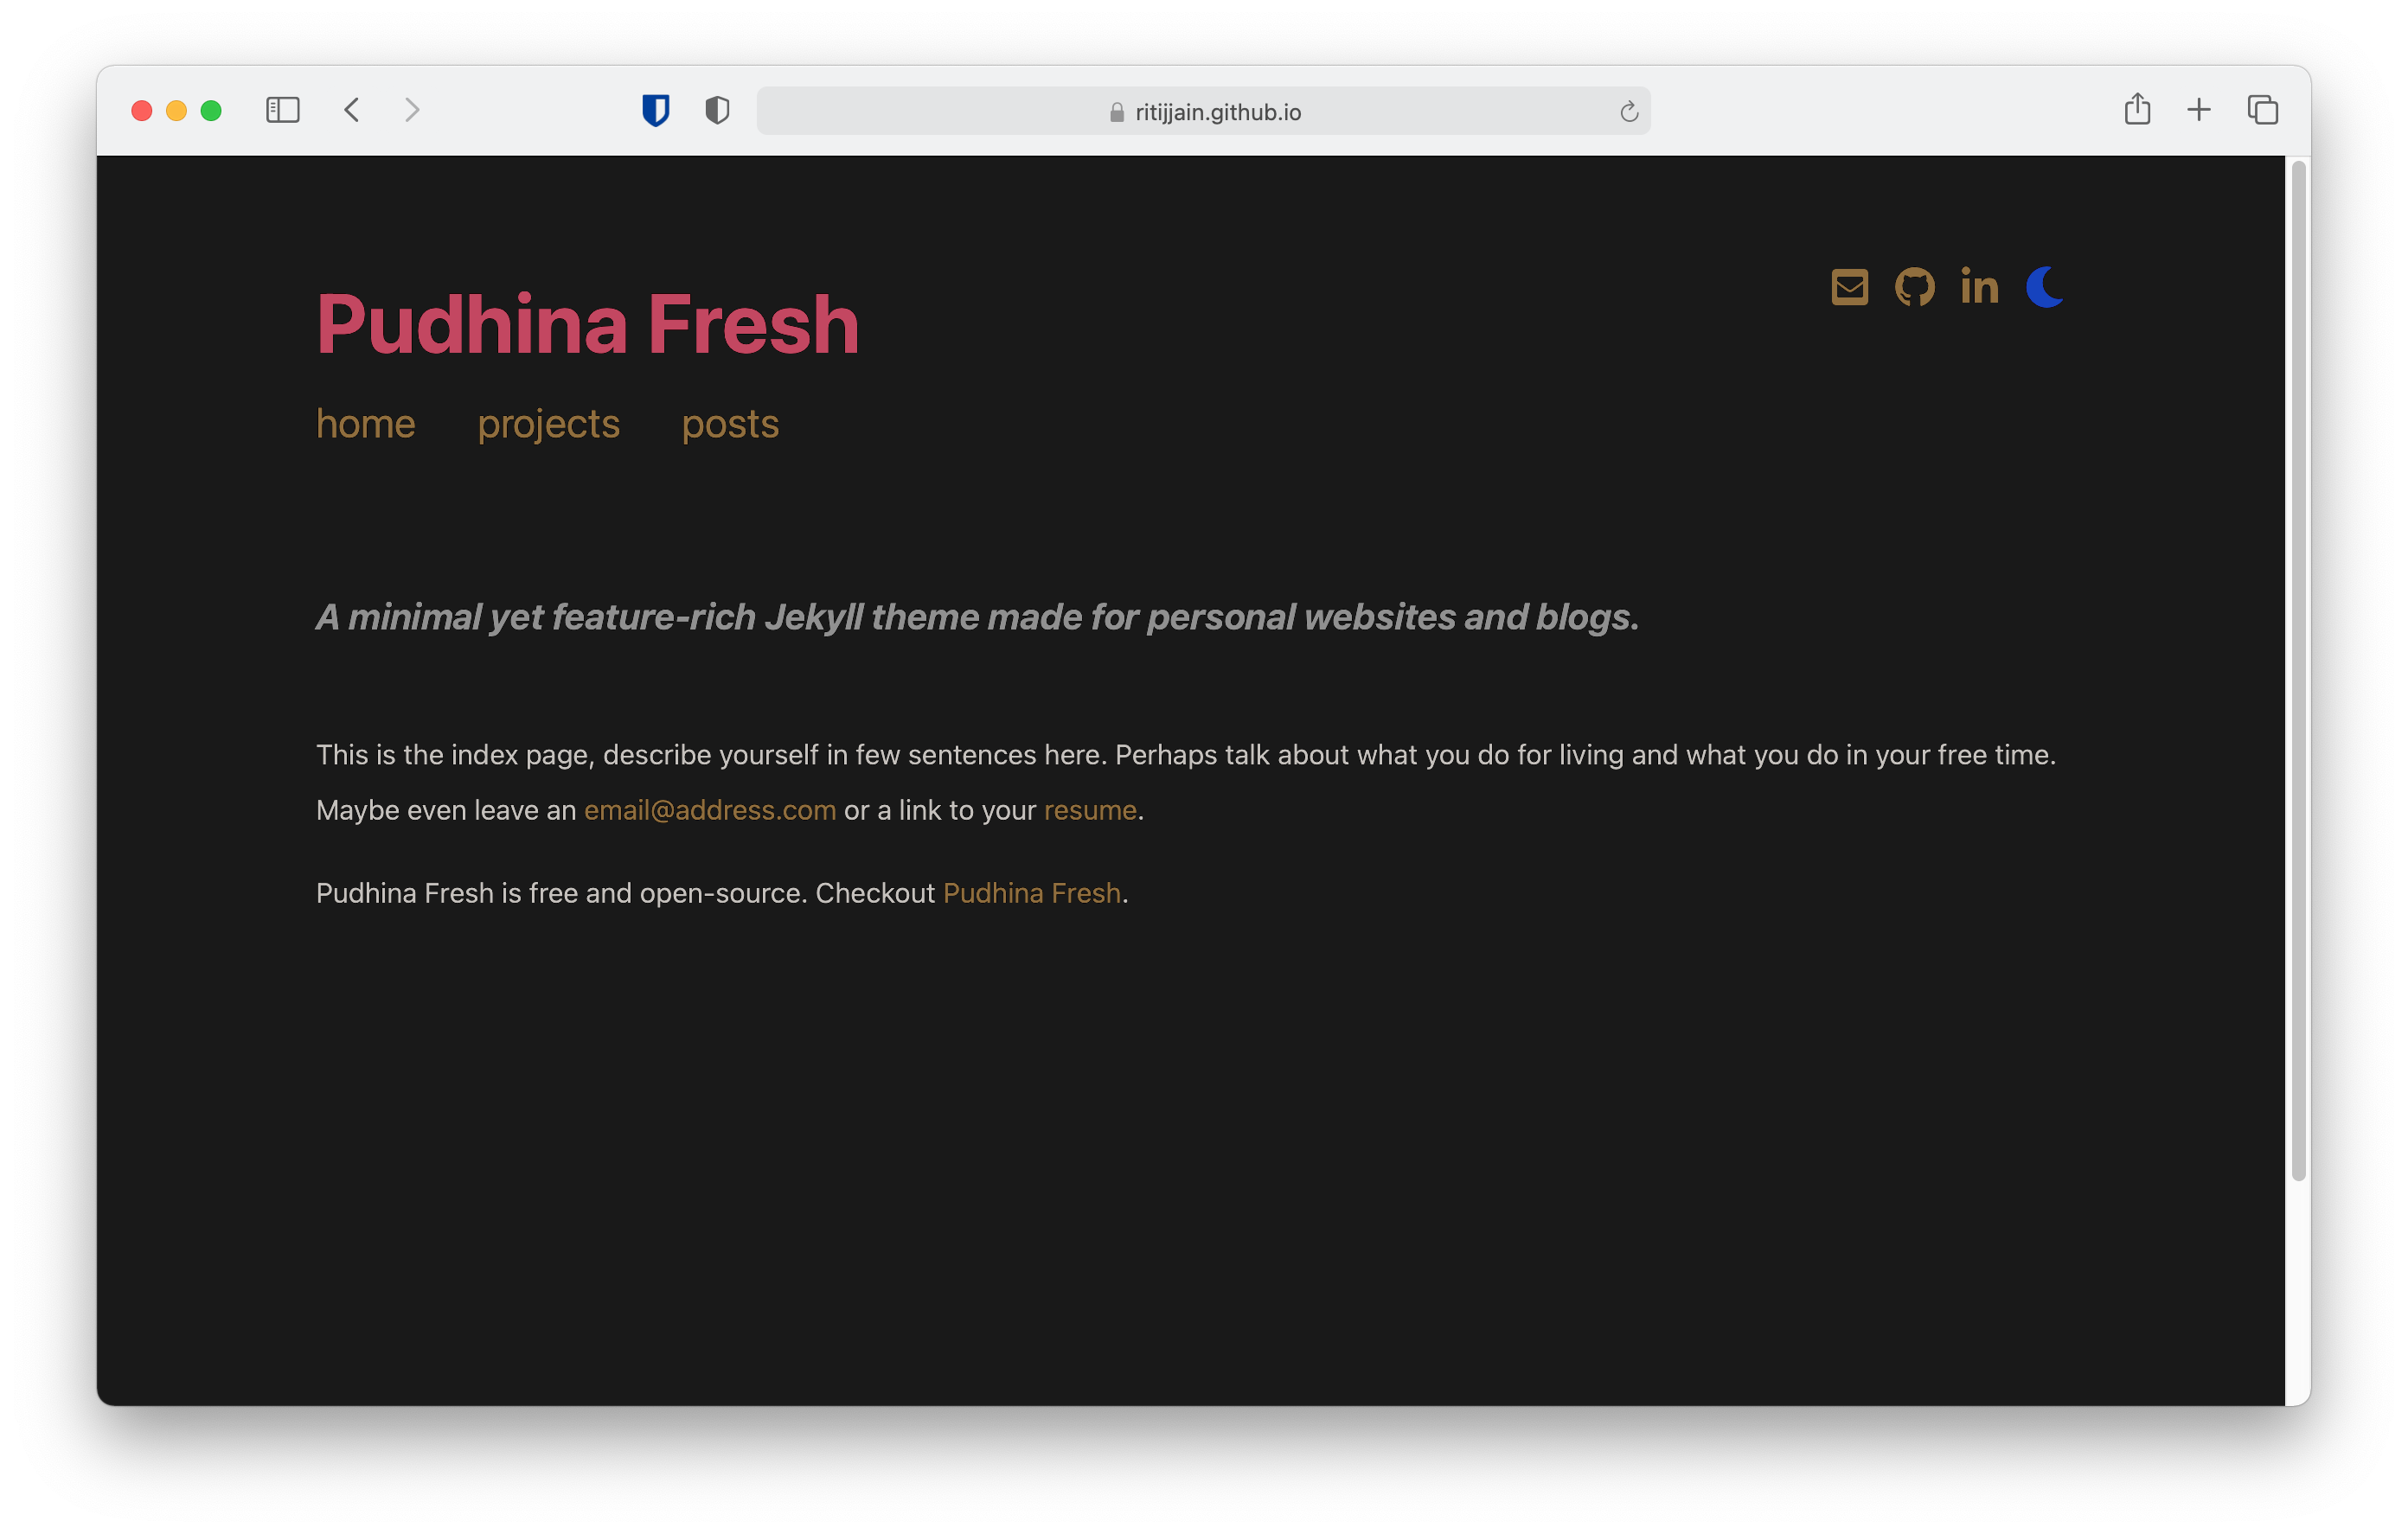 ritijjain.github.io
Pudhina Fresh
home projects posts
A minimal yet feature-rich Jekyll theme made for personal websites and blogs.
This is the index page, describe yourself in few sentences here. Perhaps talk about what you do for living and what you do in your free time.
Maybe even leave an email@address.com or a link to your resume.
Pudhina Fresh is free and open-source. Checkout Pudhina Fresh.